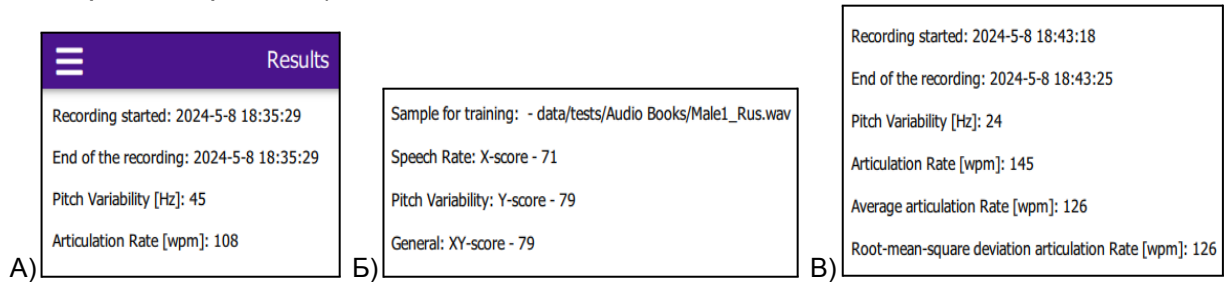 Results
Recording started: 2024-5-8 18:35:29
End of the recording: 2024-5-8 18:35:29
Pitch Variability [Hz]: 45
Articulation Rate [wpm]: 108
А)
Sample for training: - data/tests/Audio Books/Male1_Rus.wav
Speech Rate: X-score - 71
Pitch Variability: Y-score - 79
General: XY-score - 79
Б)
Recording started: 2024-5-8 18:43:18
End of the recording: 2024-5-8 18:43:25
Pitch Variability [Hz]: 24
Articulation Rate [wpm]: 145
Average articulation Rate [wpm]: 126
Root-mean-square deviation articulation Rate [wpm]: 126
В)